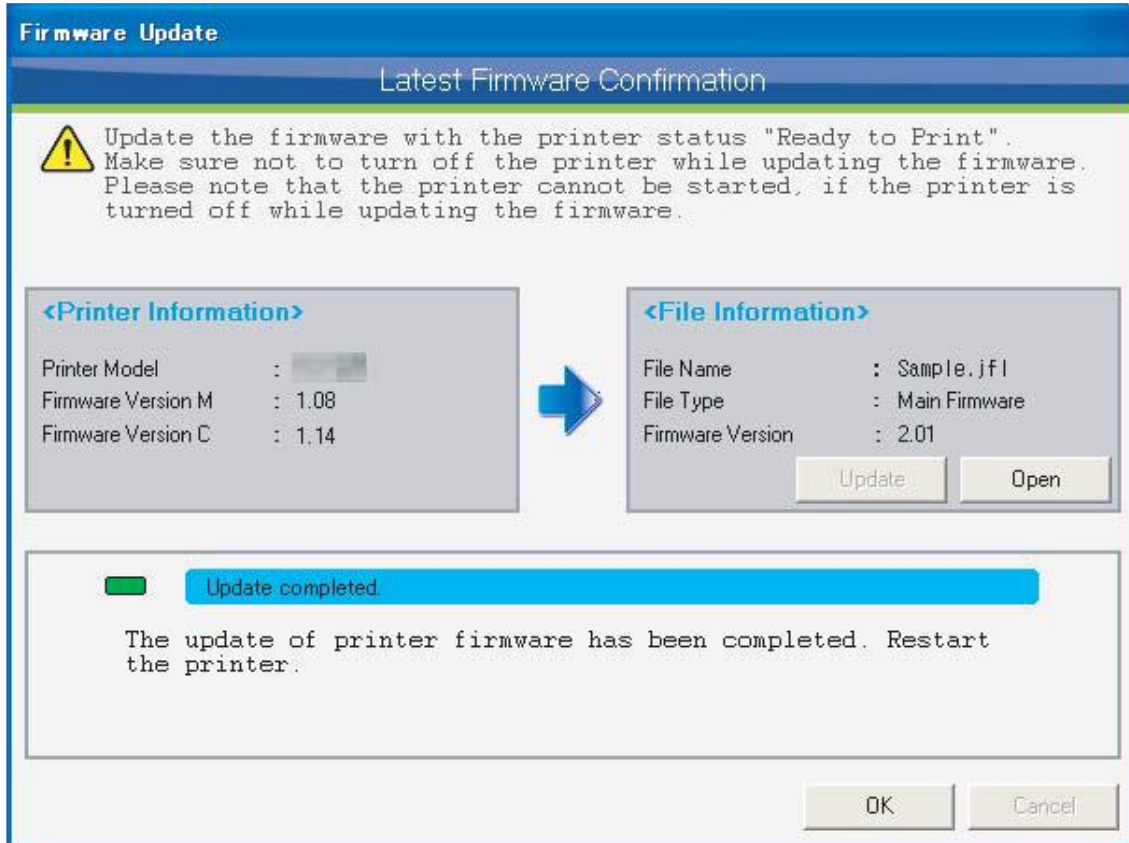 Firmware Update
Latest Firmware Confirmation
Update the firmware with the printer status "Ready to Print".
Make sure not to turn off the printer while updating the firmware.
Please note that the printer cannot be started, if the printer is
turned off while updating the firmware.
<Printer Information>
Printer Model :
Firmware Version M : 1.08
Firmware Version C : 1.14
<File Information>
File Name : Sample.jfl
File Type : Main Firmware
Firmware Version : 2.01
Update Open
Update completed.
The update of printer firmware has been completed. Restart
the printer.
OK Cancel